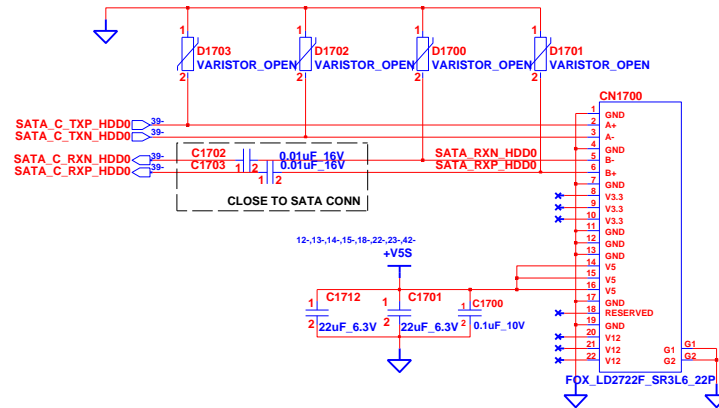 1 1 1 1
D1703 D1702 D1700 D1701
VARISTOR_OPEN VARISTOR_OPEN VARISTOR_OPEN VARISTOR_OPEN
2 2 2 2
CN1700
1 GND
SATA_C_TXP_HDD0 39- 2 A+
SATA_C_TXN_HDD0 39- 3 A-
4 GND
SATA_C_RXN_HDD0 39- C1702 1 2 0.01uF_16V SATA_RXN_HDD0 5 B-
SATA_C_RXP_HDD0 39- C1703 1 2 0.01uF_16V SATA_RXP_HDD0 6 B+
7 GND
8 V3.3
9 V3.3
10 V3.3
CLOSE TO SATA CONN
11 GND
12 GND
13 GND
12-,13-,14-,15-,18-,22-,23-,42-
+V5S
14 V5
15 V5
16 V5
17 GND
18 RESERVED
19 GND
20 V12
21 V12
22 V12
G1 G1
G2 G2
1 C1712 1 C1701 1 C1700
2 22uF_6.3V 2 22uF_6.3V 2 0.1uF_10V
FOX_LD2722F_SR3L6_22P